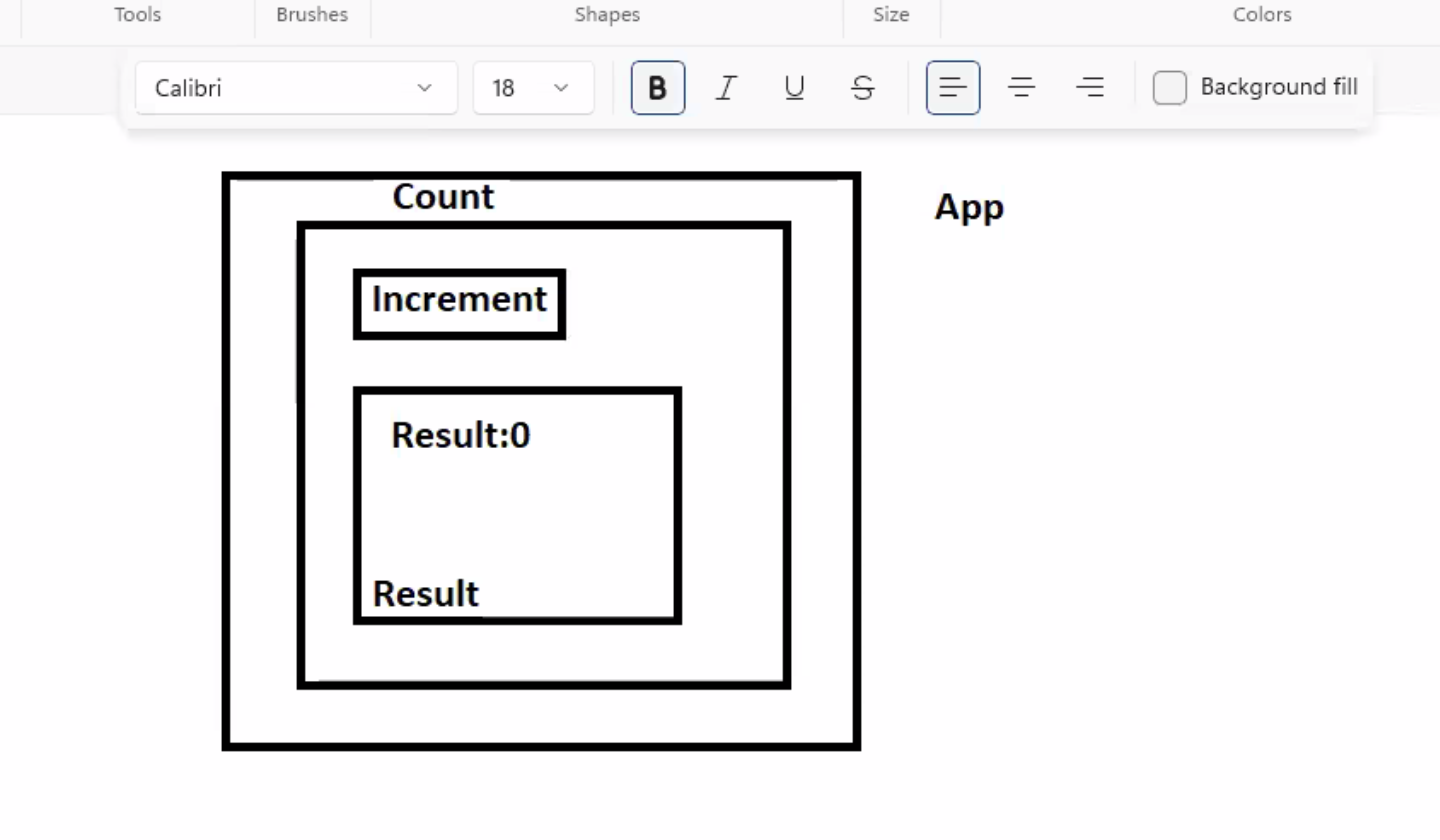 Tools Brushes Shapes Size Colors
Calibri 18 B I U S Background fill
Count
App
Increment
Result:0
Result